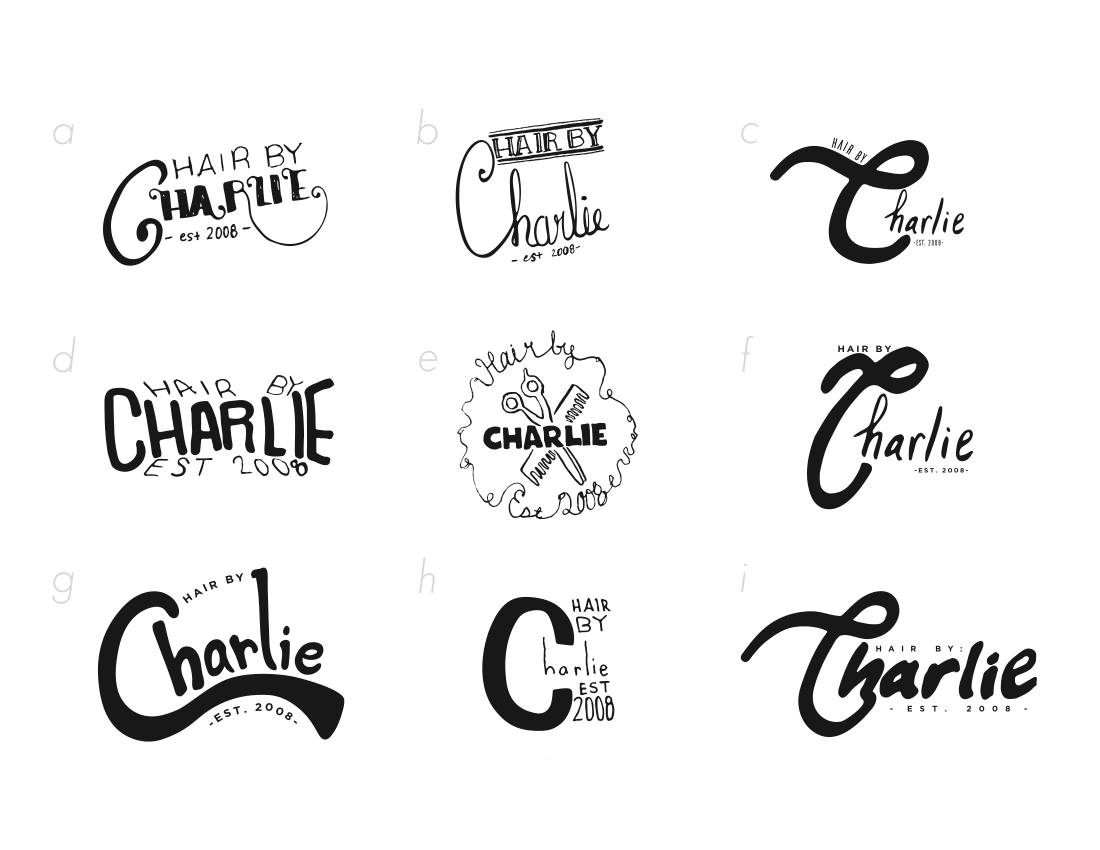 a
HAIR BY
CHARLIE
- est 2008 -
b
HAIR BY
Charlie
- est 2008-
c
HAIR BY
Charlie
-EST. 2008-
d
HAIR BY
CHARLIE
EST 2008
e
Hair by
CHARLIE
Est 2008
f
HAIR BY
Charlie
-EST. 2008-
g
HAIR BY
Charlie
-EST. 2008-
h
HAIR
BY
Charlie
EST
2008
i
HAIR BY:
Charlie
- EST. 2008 -